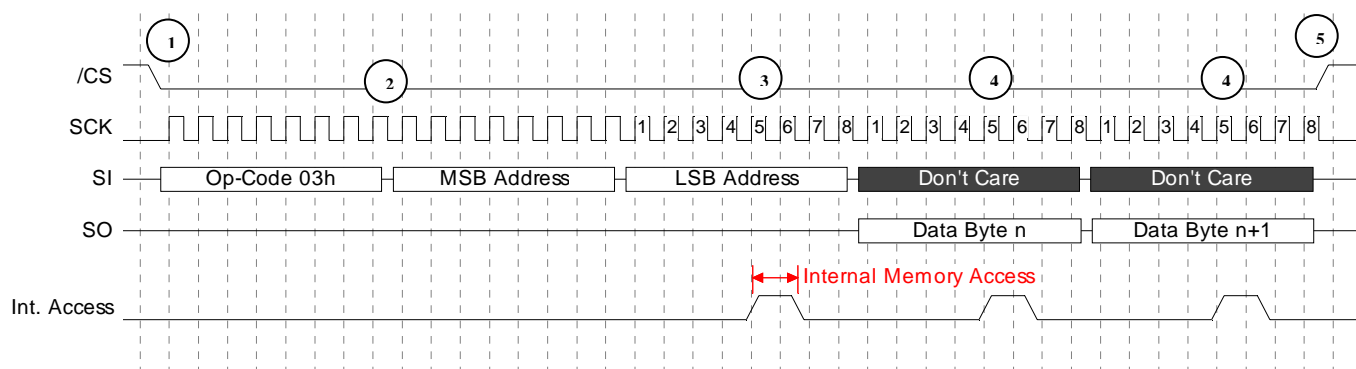 1 5
/CS 2 3 4 4
SCK 1 2 3 4 5 6 7 8 1 2 3 4 5 6 7 8 1 2 3 4 5 6 7 8
SI Op-Code 03h MSB Address LSB Address Don't Care Don't Care
SO Data Byte n Data Byte n+1
Internal Memory Access
Int. Access